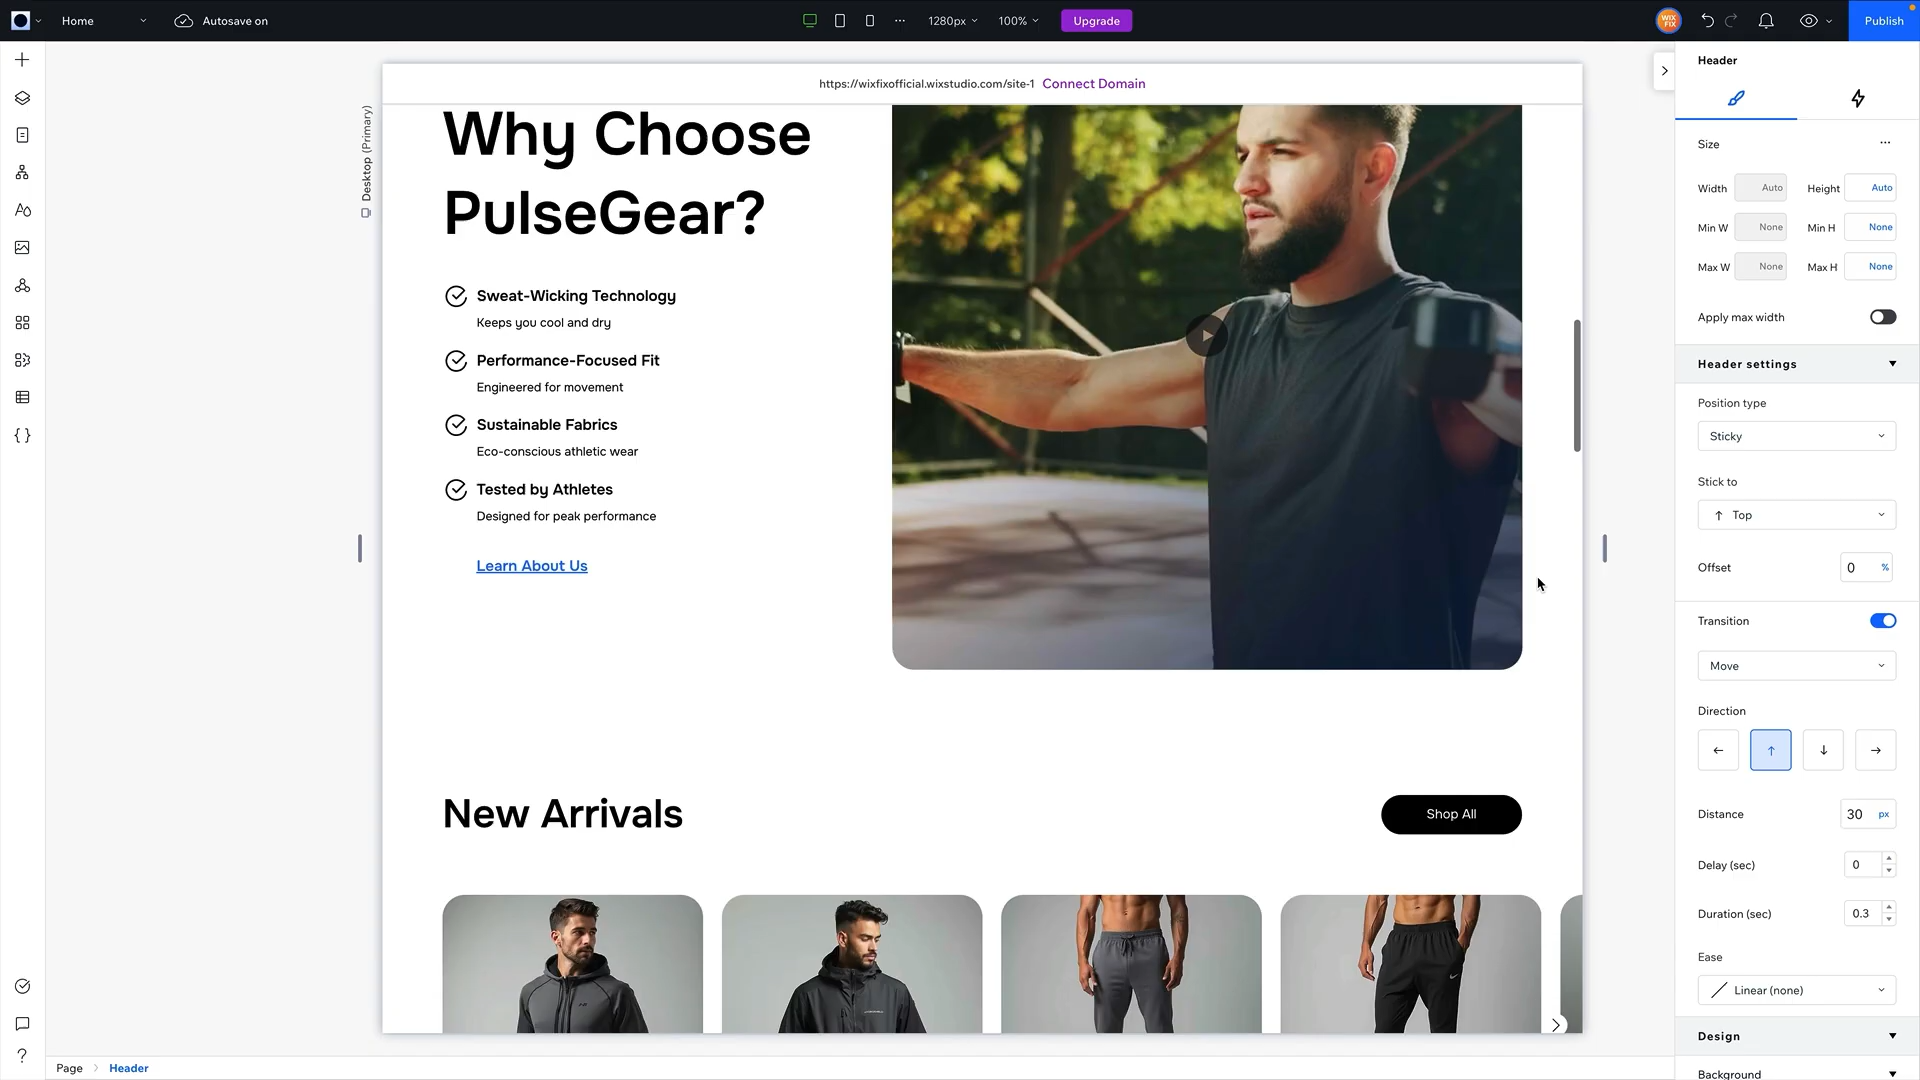 Home
Autosave on
1280px
100%
Upgrade
WIX
FIX
Publish
https://wixfixofficial.wixstudio.com/site-1 Connect Domain
Desktop (Primary)
Why Choose
PulseGear?
Sweat-Wicking Technology
Keeps you cool and dry
Performance-Focused Fit
Engineered for movement
Sustainable Fabrics
Eco-conscious athletic wear
Tested by Athletes
Designed for peak performance
Learn About Us
New Arrivals
Shop All
Header
Size
Width Auto Height Auto
Min W None Min H None
Max W None Max H None
Apply max width
Header settings
Position type
Sticky
Stick to
Top
Offset 0 %
Transition
Move
Direction
Distance 30 px
Delay (sec) 0
Duration (sec) 0.3
Ease
Linear (none)
Design
Background
Page > Header